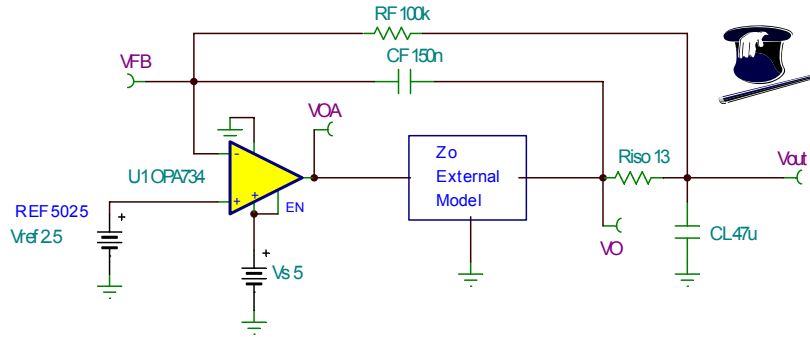 RF 100k
VFB
CF 150n
VOA
U1 OPA734
-
+
+
EN
Zo
External
Model
Riso 13
Vout
REF5025
Vref 2.5
+
VO
CL 47u
+
Vs 5